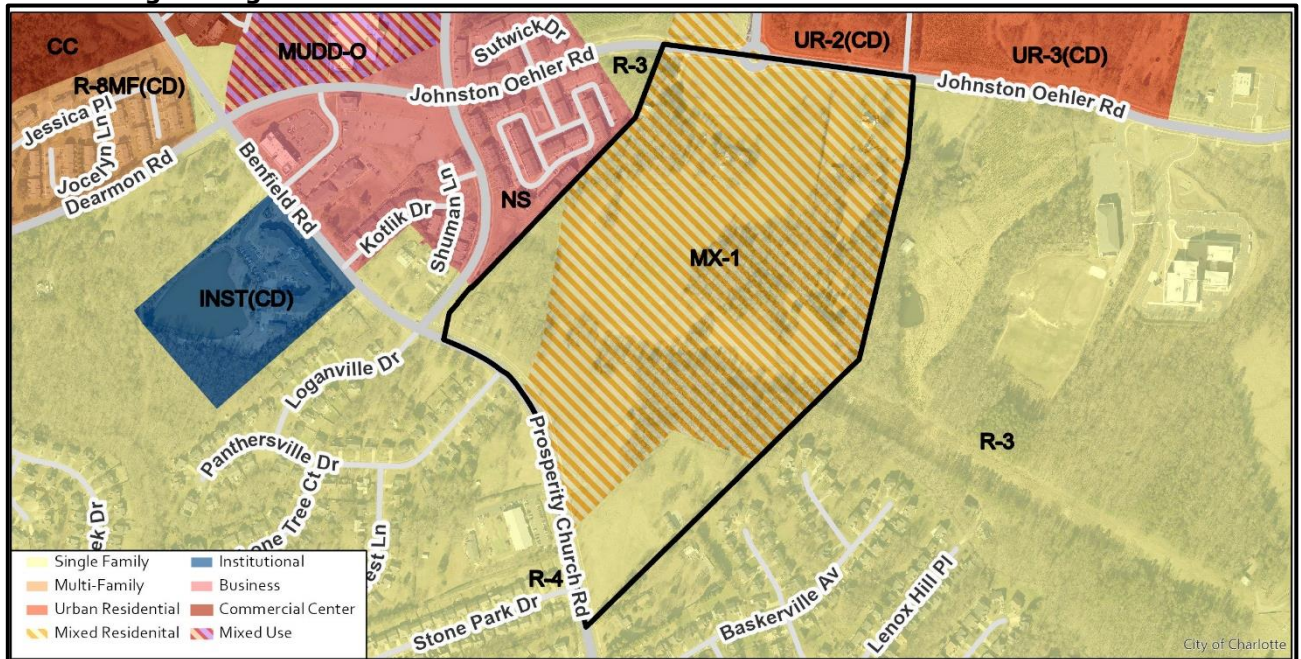 CC
MUDD-O
Sutwick Dr
R-3
UR-2(CD)
UR-3(CD)
R-8MF(CD)
Johnston Oehler Rd
Johnston Oehler Rd
Jessica Pl
Jocelyn Ln
Dearmon Rd
Benfield Rd
Kotlik Dr
Shuman Ln
NS
MX-1
INST(CD)
Loganville Dr
Panthersville Dr
Prosperity Church Rd
R-3
R-4
Stone Park Dr
Baskerville Av
Lenox Hill Pl
Single Family
Multi-Family
Urban Residential
Mixed Residenital
Institutional
Business
Commercial Center
Mixed Use
City of Charlotte